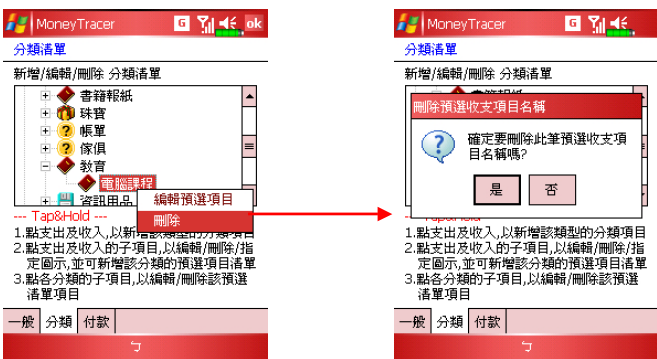 MoneyTracer
G
ok
分類清單
新增/編輯/刪除 分類清單
書籍報紙
珠寶
帳單
傢俱
教育
電腦課程
資訊用品
編輯預選項目
刪除
--- Tap&Hold ---
1.點支出及收入,以新增該類型的分類項目
2.點支出及收入的子項目,以編輯/刪除/指
定圖示,並可新增該分類的預選項目清單
3.點各分類的子項目,以編輯/刪除該預選
清單項目
一般 分類 付款
ㄅ
MoneyTracer
G
分類清單
新增/編輯/刪除 分類清單
書籍報紙
刪除預選收支項目名稱
確定要刪除此筆預選收支項
目名稱嗎?
是 否
--- Tap&Hold ---
1.點支出及收入,以新增該類型的分類項目
2.點支出及收入的子項目,以編輯/刪除/指
定圖示,並可新增該分類的預選項目清單
3.點各分類的子項目,以編輯/刪除該預選
清單項目
一般 分類 付款
ㄅ